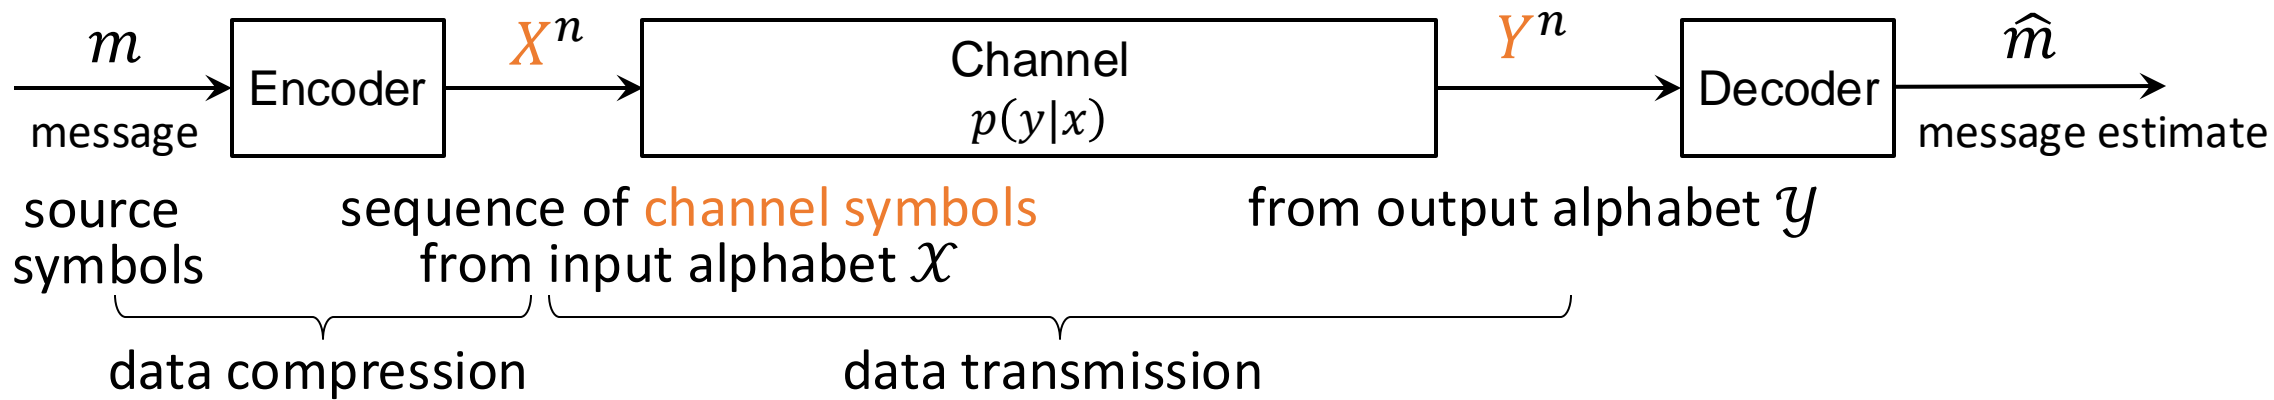 m
Encoder
Xⁿ
Channel
p(y|x)
Yⁿ
Decoder
m̂
message
message estimate
source
symbols
sequence of channel symbols
from input alphabet 𝒳
from output alphabet 𝒴
data compression
data transmission